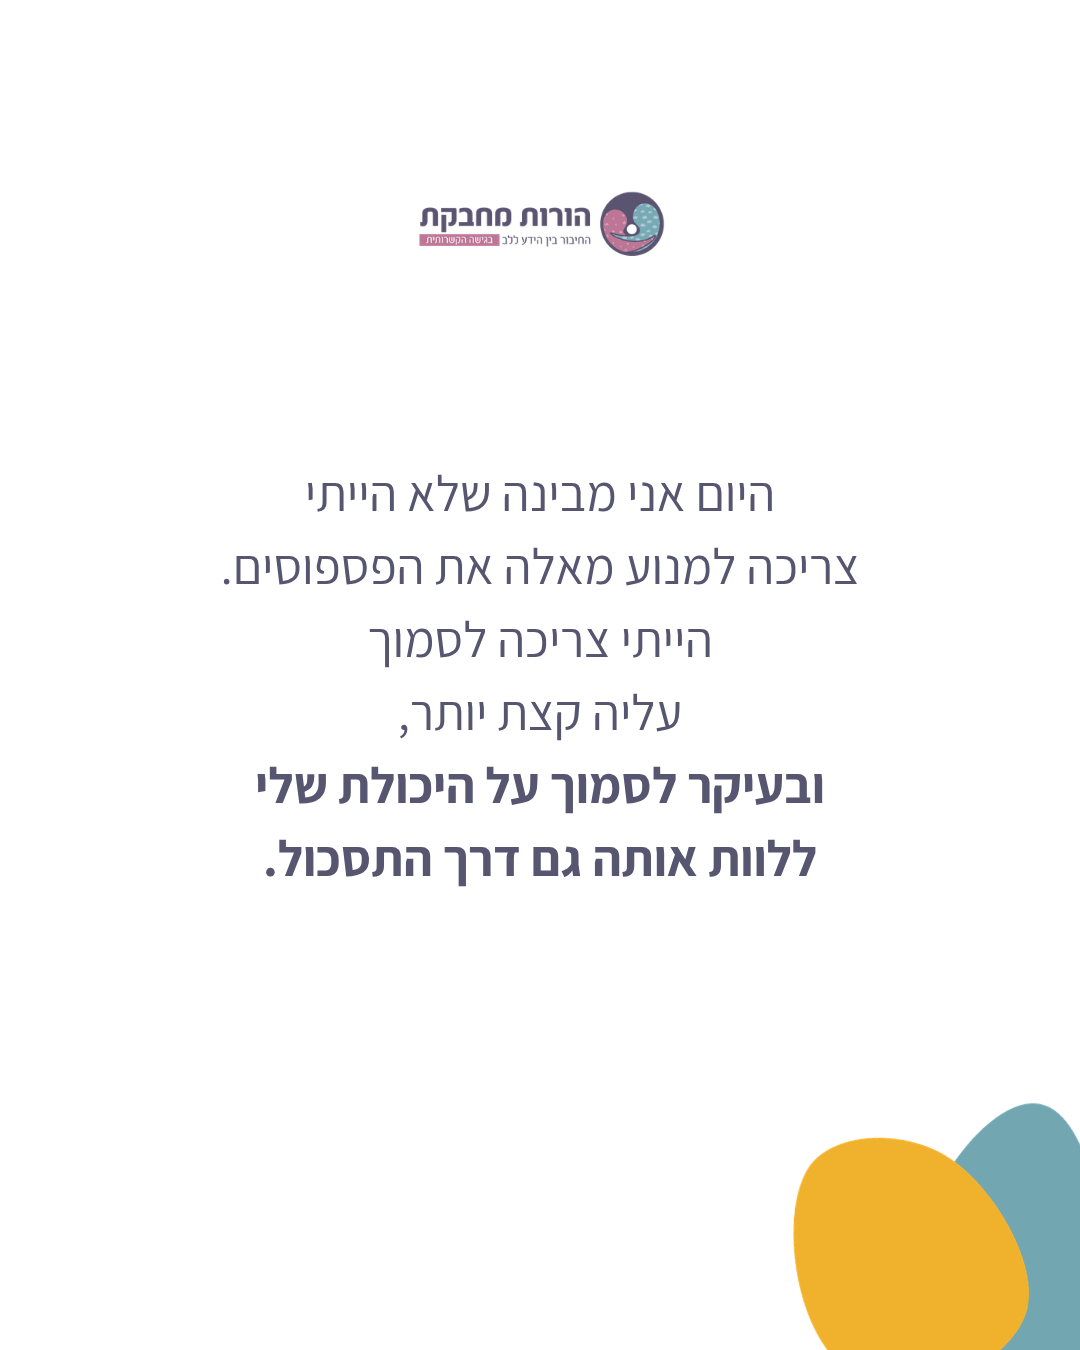 הורות מחבקת
החיבור בין הידע ללב בגישה הקשרותית
היום אני מבינה שלא הייתי
צריכה למנוע מאלה את הפספוסים.
הייתי צריכה לסמוך
עליה קצת יותר,
ובעיקר לסמוך על היכולת שלי
ללוות אותה גם דרך התסכול.